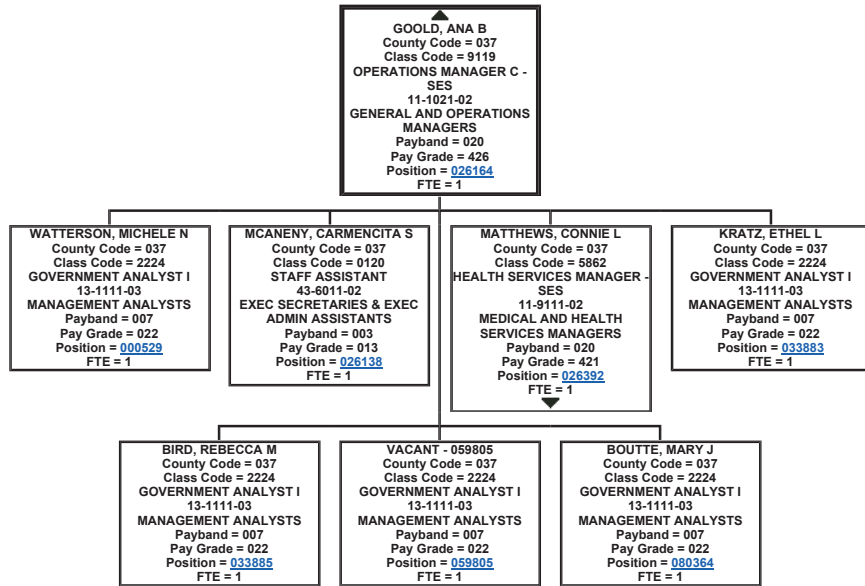 GOOLD, ANA B
County Code = 037
Class Code = 9119
OPERATIONS MANAGER C -
SES
11-1021-02
GENERAL AND OPERATIONS
MANAGERS
Payband = 020
Pay Grade = 426
Position = 026164
FTE = 1
WATTERSON, MICHELE N
County Code = 037
Class Code = 2224
GOVERNMENT ANALYST I
13-1111-03
MANAGEMENT ANALYSTS
Payband = 007
Pay Grade = 022
Position = 000529
FTE = 1
MCANENY, CARMENCITA S
County Code = 037
Class Code = 0120
STAFF ASSISTANT
43-6011-02
EXEC SECRETARIES & EXEC
ADMIN ASSISTANTS
Payband = 003
Pay Grade = 013
Position = 026138
FTE = 1
MATTHEWS, CONNIE L
County Code = 037
Class Code = 5862
HEALTH SERVICES MANAGER -
SES
11-9111-02
MEDICAL AND HEALTH
SERVICES MANAGERS
Payband = 020
Pay Grade = 421
Position = 026392
FTE = 1
KRATZ, ETHEL L
County Code = 037
Class Code = 2224
GOVERNMENT ANALYST I
13-1111-03
MANAGEMENT ANALYSTS
Payband = 007
Pay Grade = 022
Position = 033883
FTE = 1
BIRD, REBECCA M
County Code = 037
Class Code = 2224
GOVERNMENT ANALYST I
13-1111-03
MANAGEMENT ANALYSTS
Payband = 007
Pay Grade = 022
Position = 033885
FTE = 1
VACANT - 059805
County Code = 037
Class Code = 2224
GOVERNMENT ANALYST I
13-1111-03
MANAGEMENT ANALYSTS
Payband = 007
Pay Grade = 022
Position = 059805
FTE = 1
BOUTTE, MARY J
County Code = 037
Class Code = 2224
GOVERNMENT ANALYST I
13-1111-03
MANAGEMENT ANALYSTS
Payband = 007
Pay Grade = 022
Position = 080364
FTE = 1